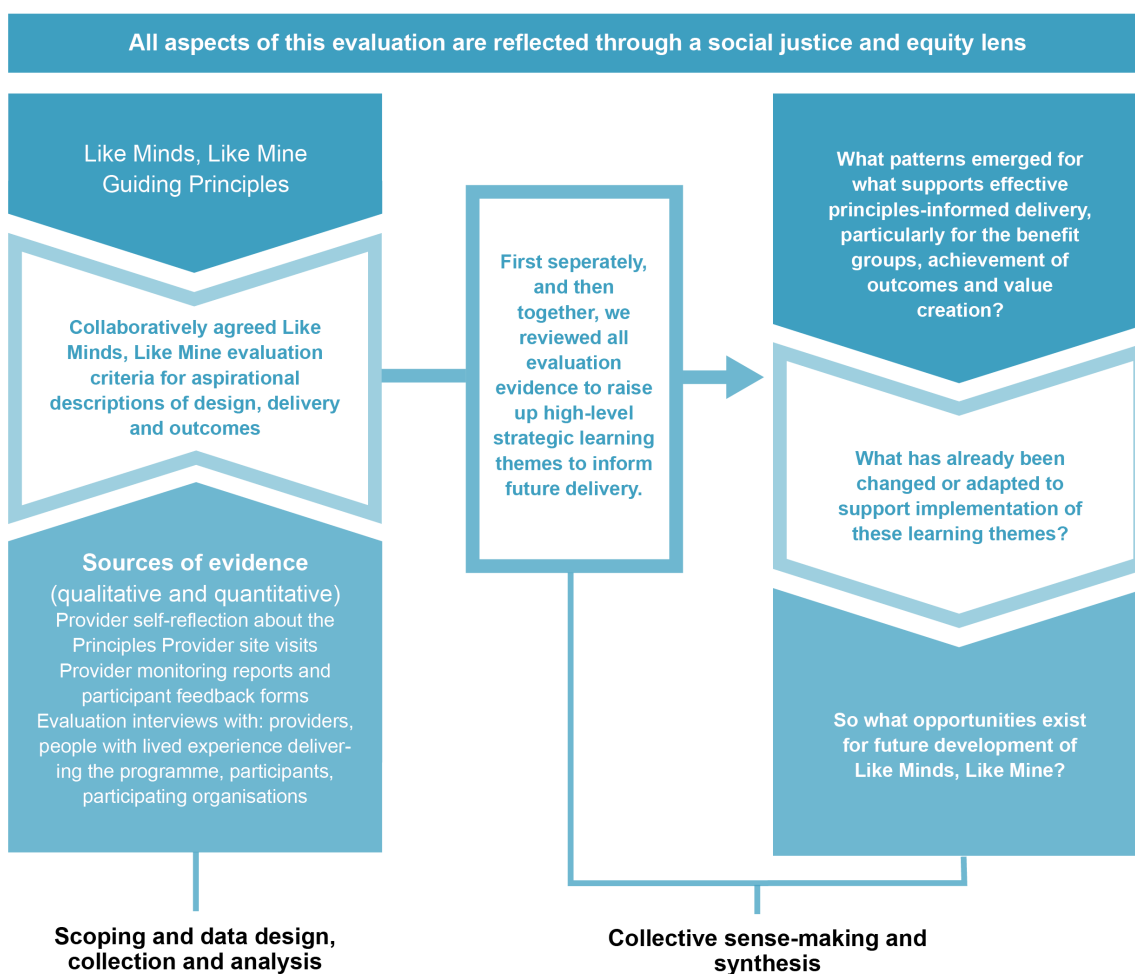 All aspects of this evaluation are reflected through a social justice and equity lens
Like Minds, Like Mine
Guiding Principles
Collaboratively agreed Like
Minds, Like Mine evaluation
criteria for aspirational
descriptions of design, delivery
and outcomes
Sources of evidence
(qualitative and quantitative)
Provider self-reflection about the
Principles Provider site visits
Provider monitoring reports and
participant feedback forms
Evaluation interviews with: providers,
people with lived experience deliver-
ing the programme, participants,
participating organisations
Scoping and data design,
collection and analysis
First seperately,
and then
together, we
reviewed all
evaluation
evidence to raise
up high-level
strategic learning
themes to inform
future delivery.
What patterns emerged for
what supports effective
principles-informed delivery,
particularly for the benefit
groups, achievement of
outcomes and value
creation?
What has already been
changed or adapted to
support implementation of
these learning themes?
So what opportunities exist
for future development of
Like Minds, Like Mine?
Collective sense-making and
synthesis